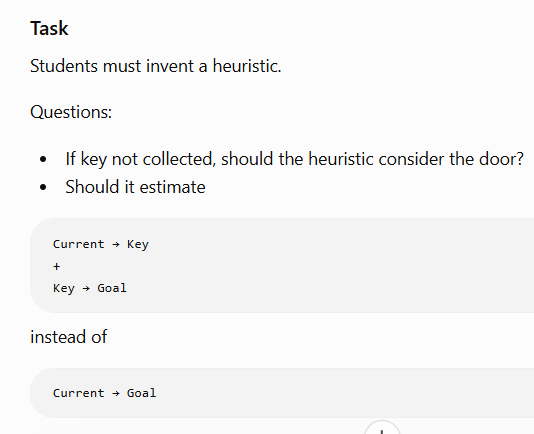 Task
Students must invent a heuristic.
Questions:
• If key not collected, should the heuristic consider the door?
• Should it estimate
Current → Key
+
Key → Goal
instead of
Current → Goal